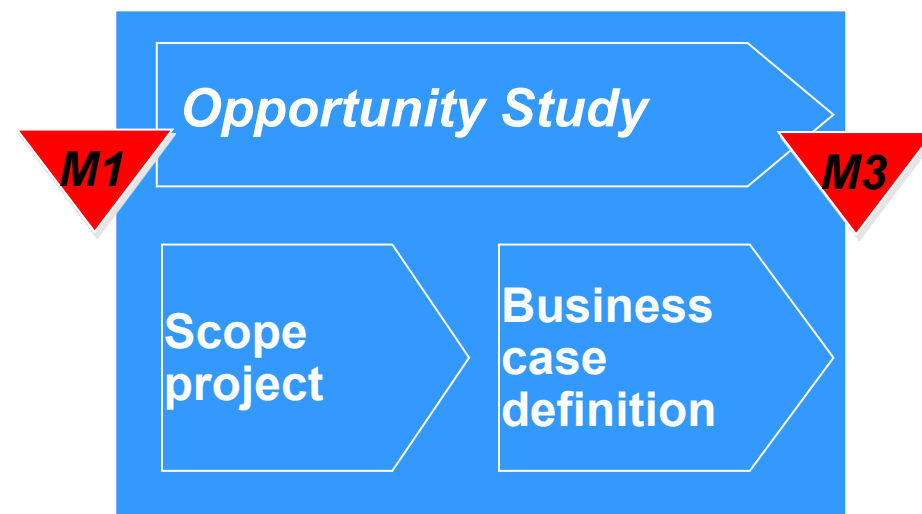 Opportunity Study
M1
M3
Scope
project
Business
case
definition